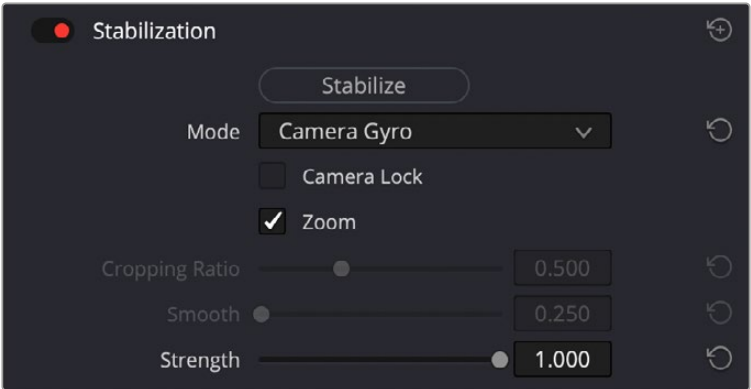 Stabilization
Stabilize
Mode Camera Gyro
Camera Lock
Zoom
Cropping Ratio 0.500
Smooth 0.250
Strength 1.000